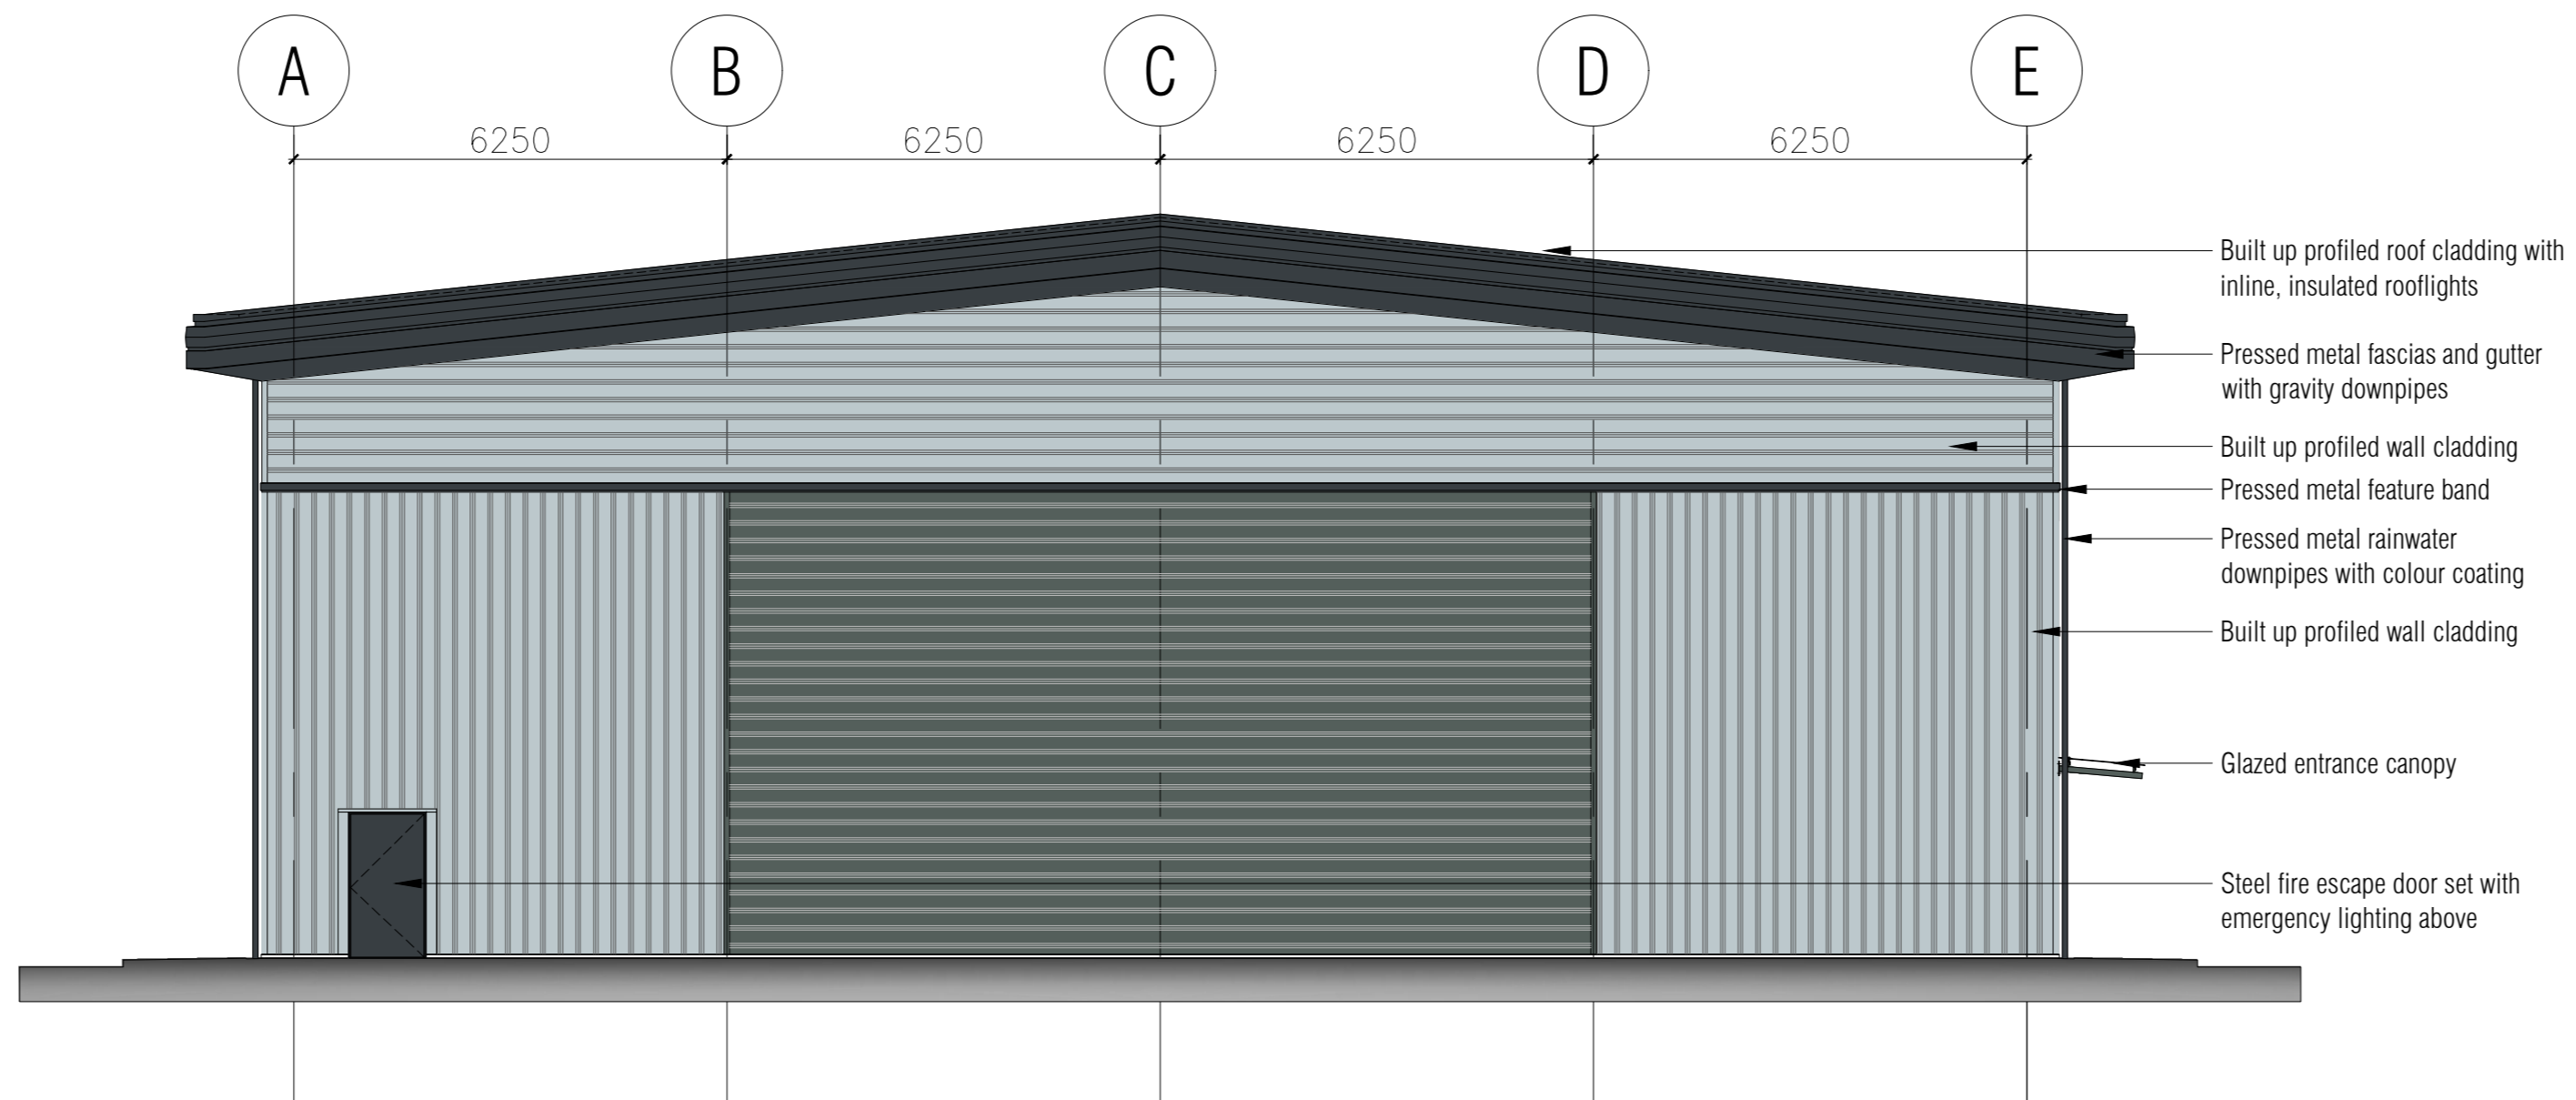 A B C D E
6250 6250 6250 6250
Built up profiled roof cladding with
inline, insulated rooflights
Pressed metal fascias and gutter
with gravity downpipes
Built up profiled wall cladding
Pressed metal feature band
Pressed metal rainwater
downpipes with colour coating
Built up profiled wall cladding
Glazed entrance canopy
Steel fire escape door set with
emergency lighting above